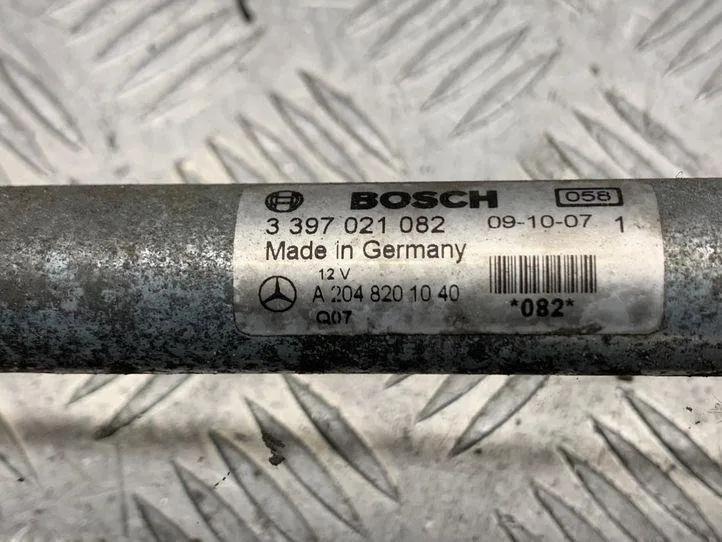 BOSCH 058
3 397 021 082 09-10-07 1
Made in Germany
12 V
A 204 820 10 40 *082*
Q07